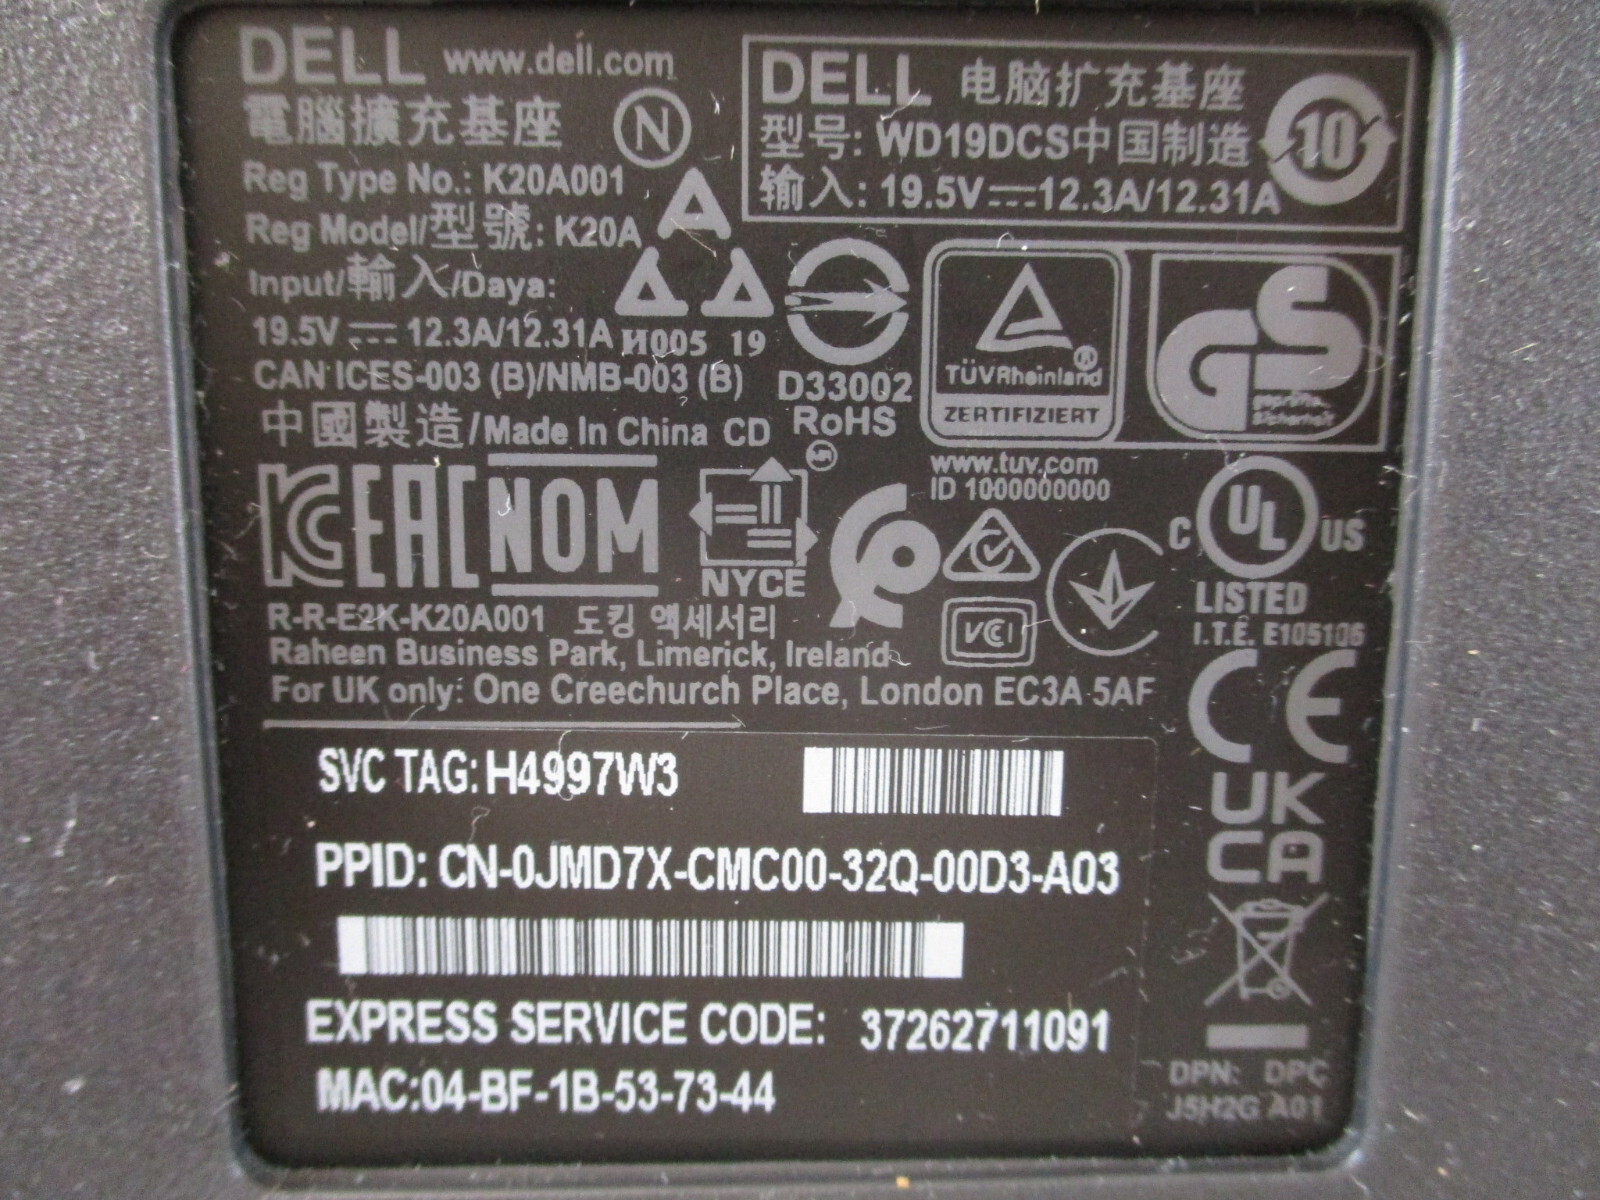 DELL www.dell.com
電腦擴充基座 N
Reg Type No.: K20A001
Reg Model/型號: K20A
Input/輸入/Daya:
19.5V 12.3A/12.31A И005 19
CAN ICES-003 (B)/NMB-003 (B)
中國製造/Made In China CD
DELL 电脑扩充基座
型号: WD19DCS中国制造
输入: 19.5V 12.3A/12.31A
10
D33002
RoHS
TÜVRheinland
ZERTIFIZIERT
GS
geprüfte
Sicherheit
www.tuv.com
ID 1000000000
KC EAC NOM
NYCE
VCCI
C UL US
LISTED
I.T.E. E105106
R-R-E2K-K20A001 도킹 액세서리
Raheen Business Park, Limerick, Ireland
For UK only: One Creechurch Place, London EC3A 5AF
CE
UK
CA
SVC TAG: H4997W3
PPID: CN-0JMD7X-CMC00-32Q-00D3-A03
EXPRESS SERVICE CODE: 37262711091
MAC:04-BF-1B-53-73-44
DPN: DPC
J5H2G A01